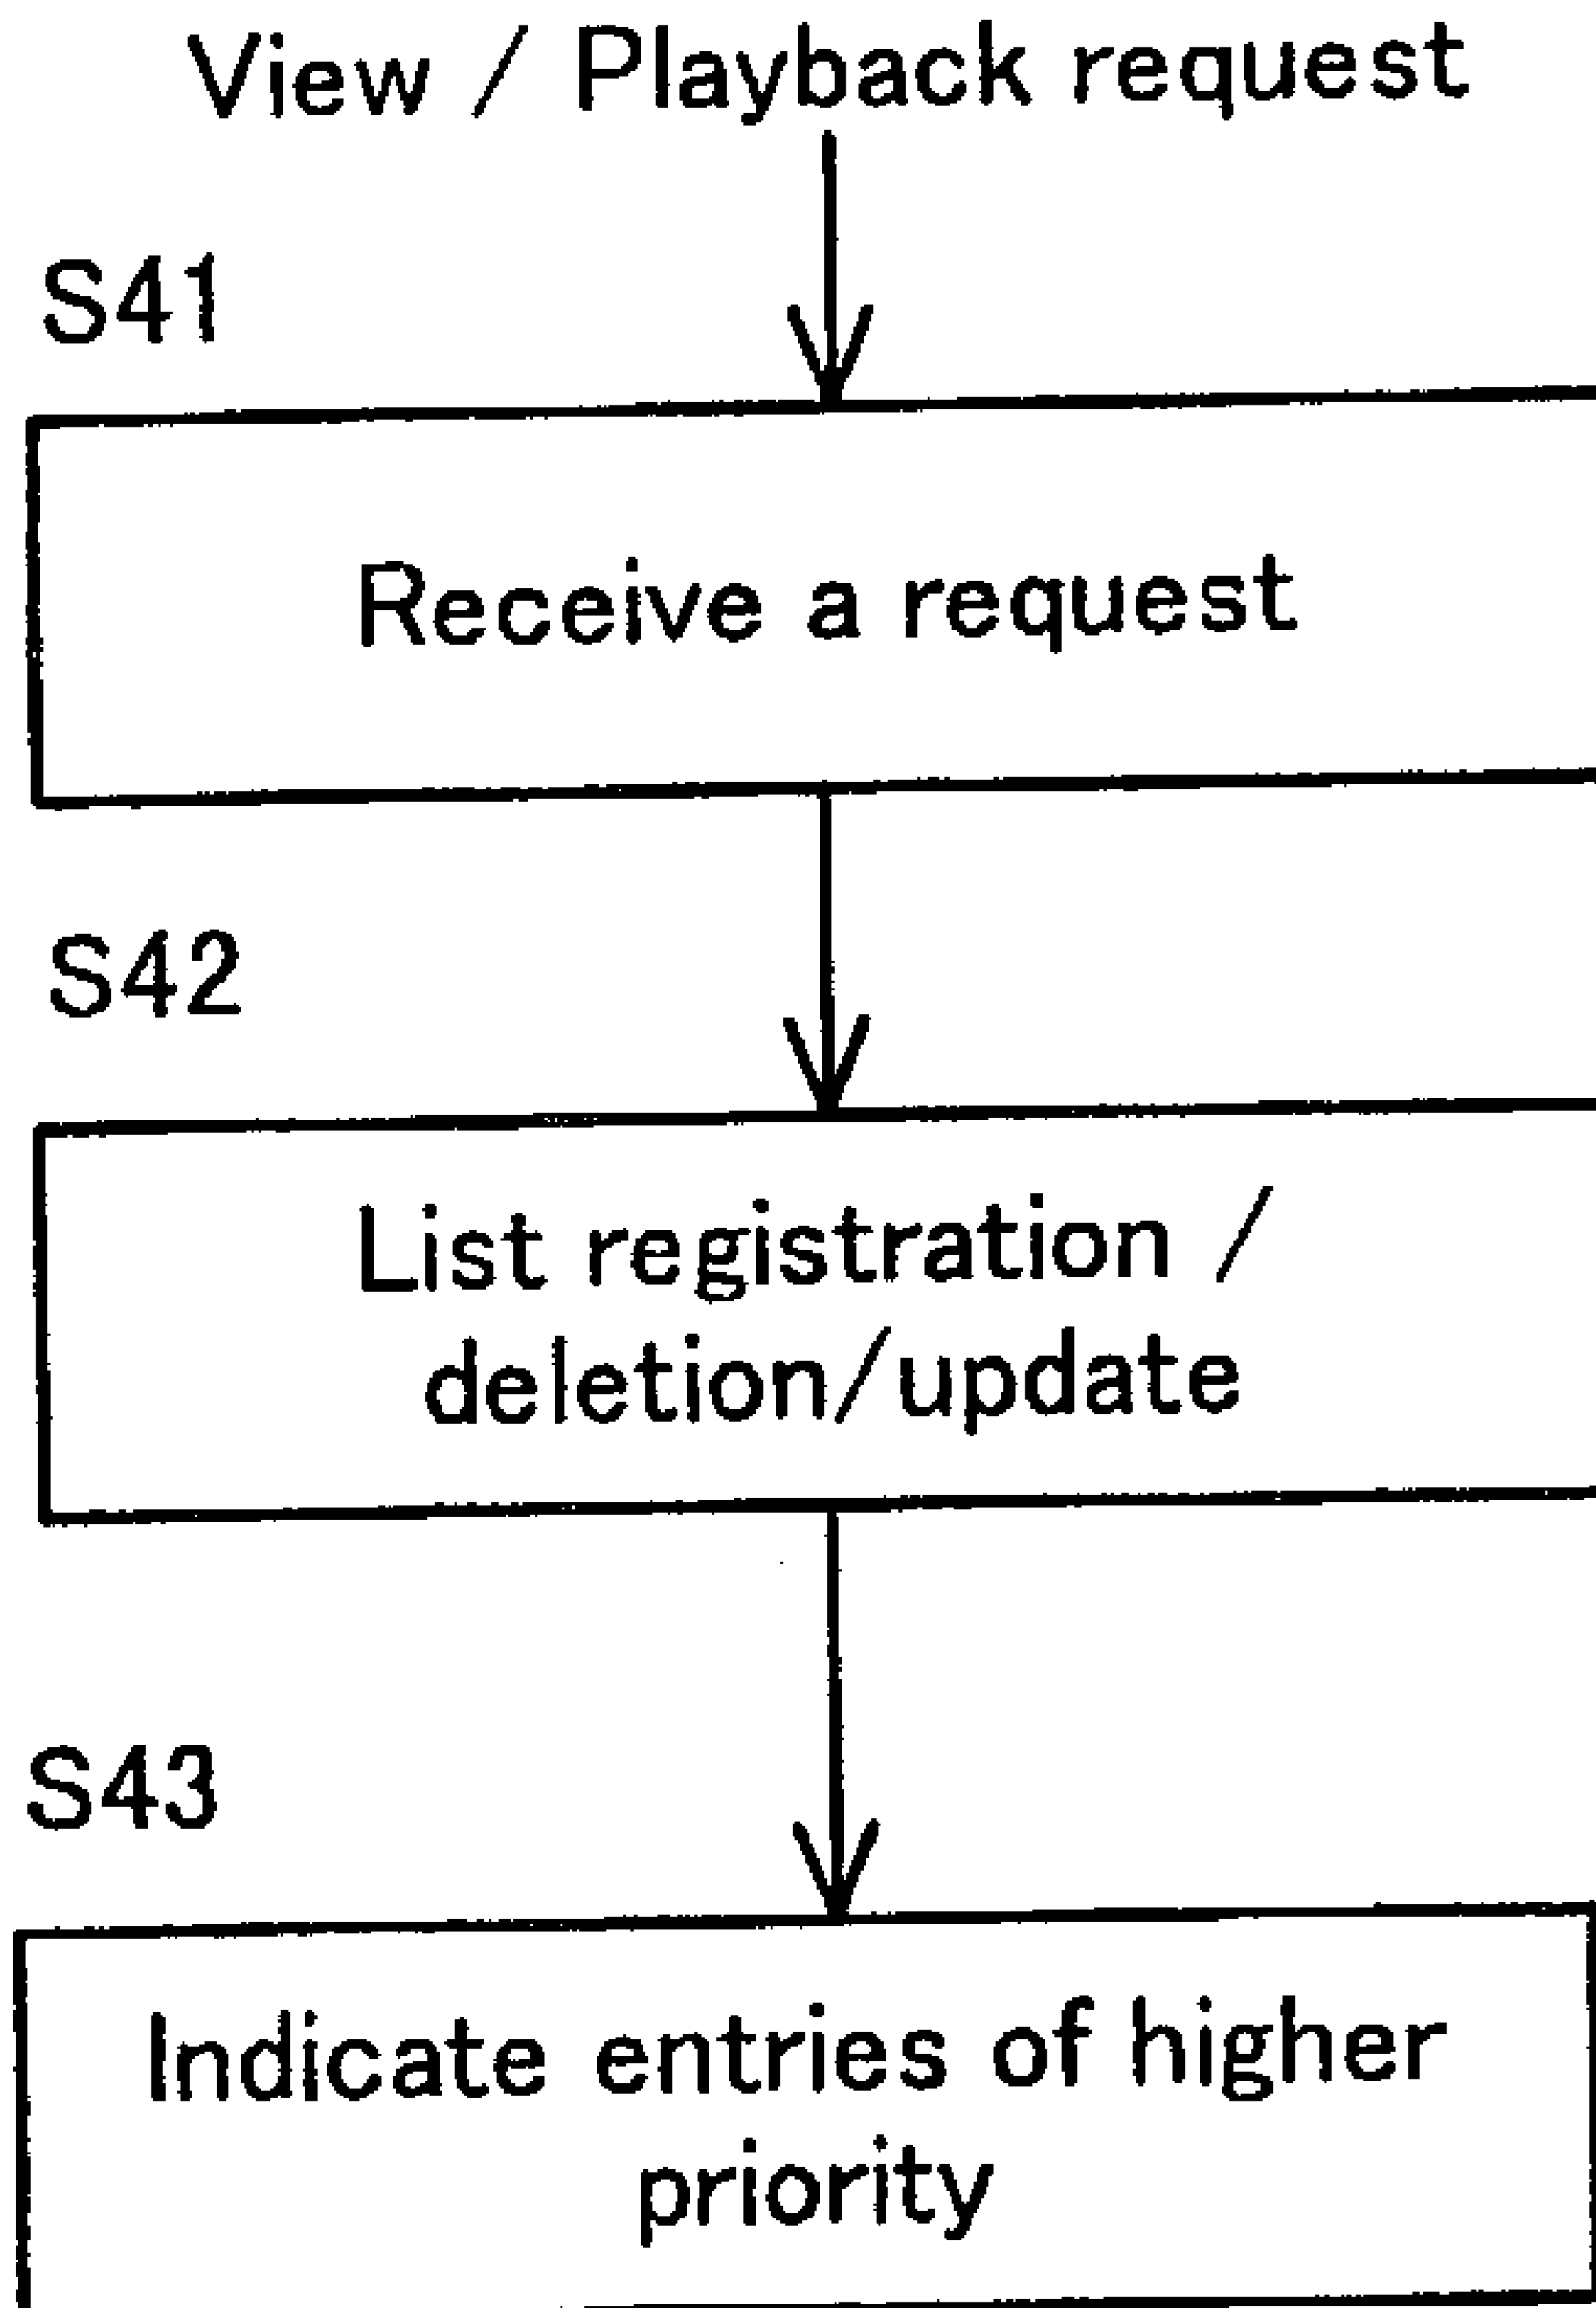 View / Playback request
S41
Receive a request
S42
List registration /
deletion/update
S43
Indicate entries of higher
priority